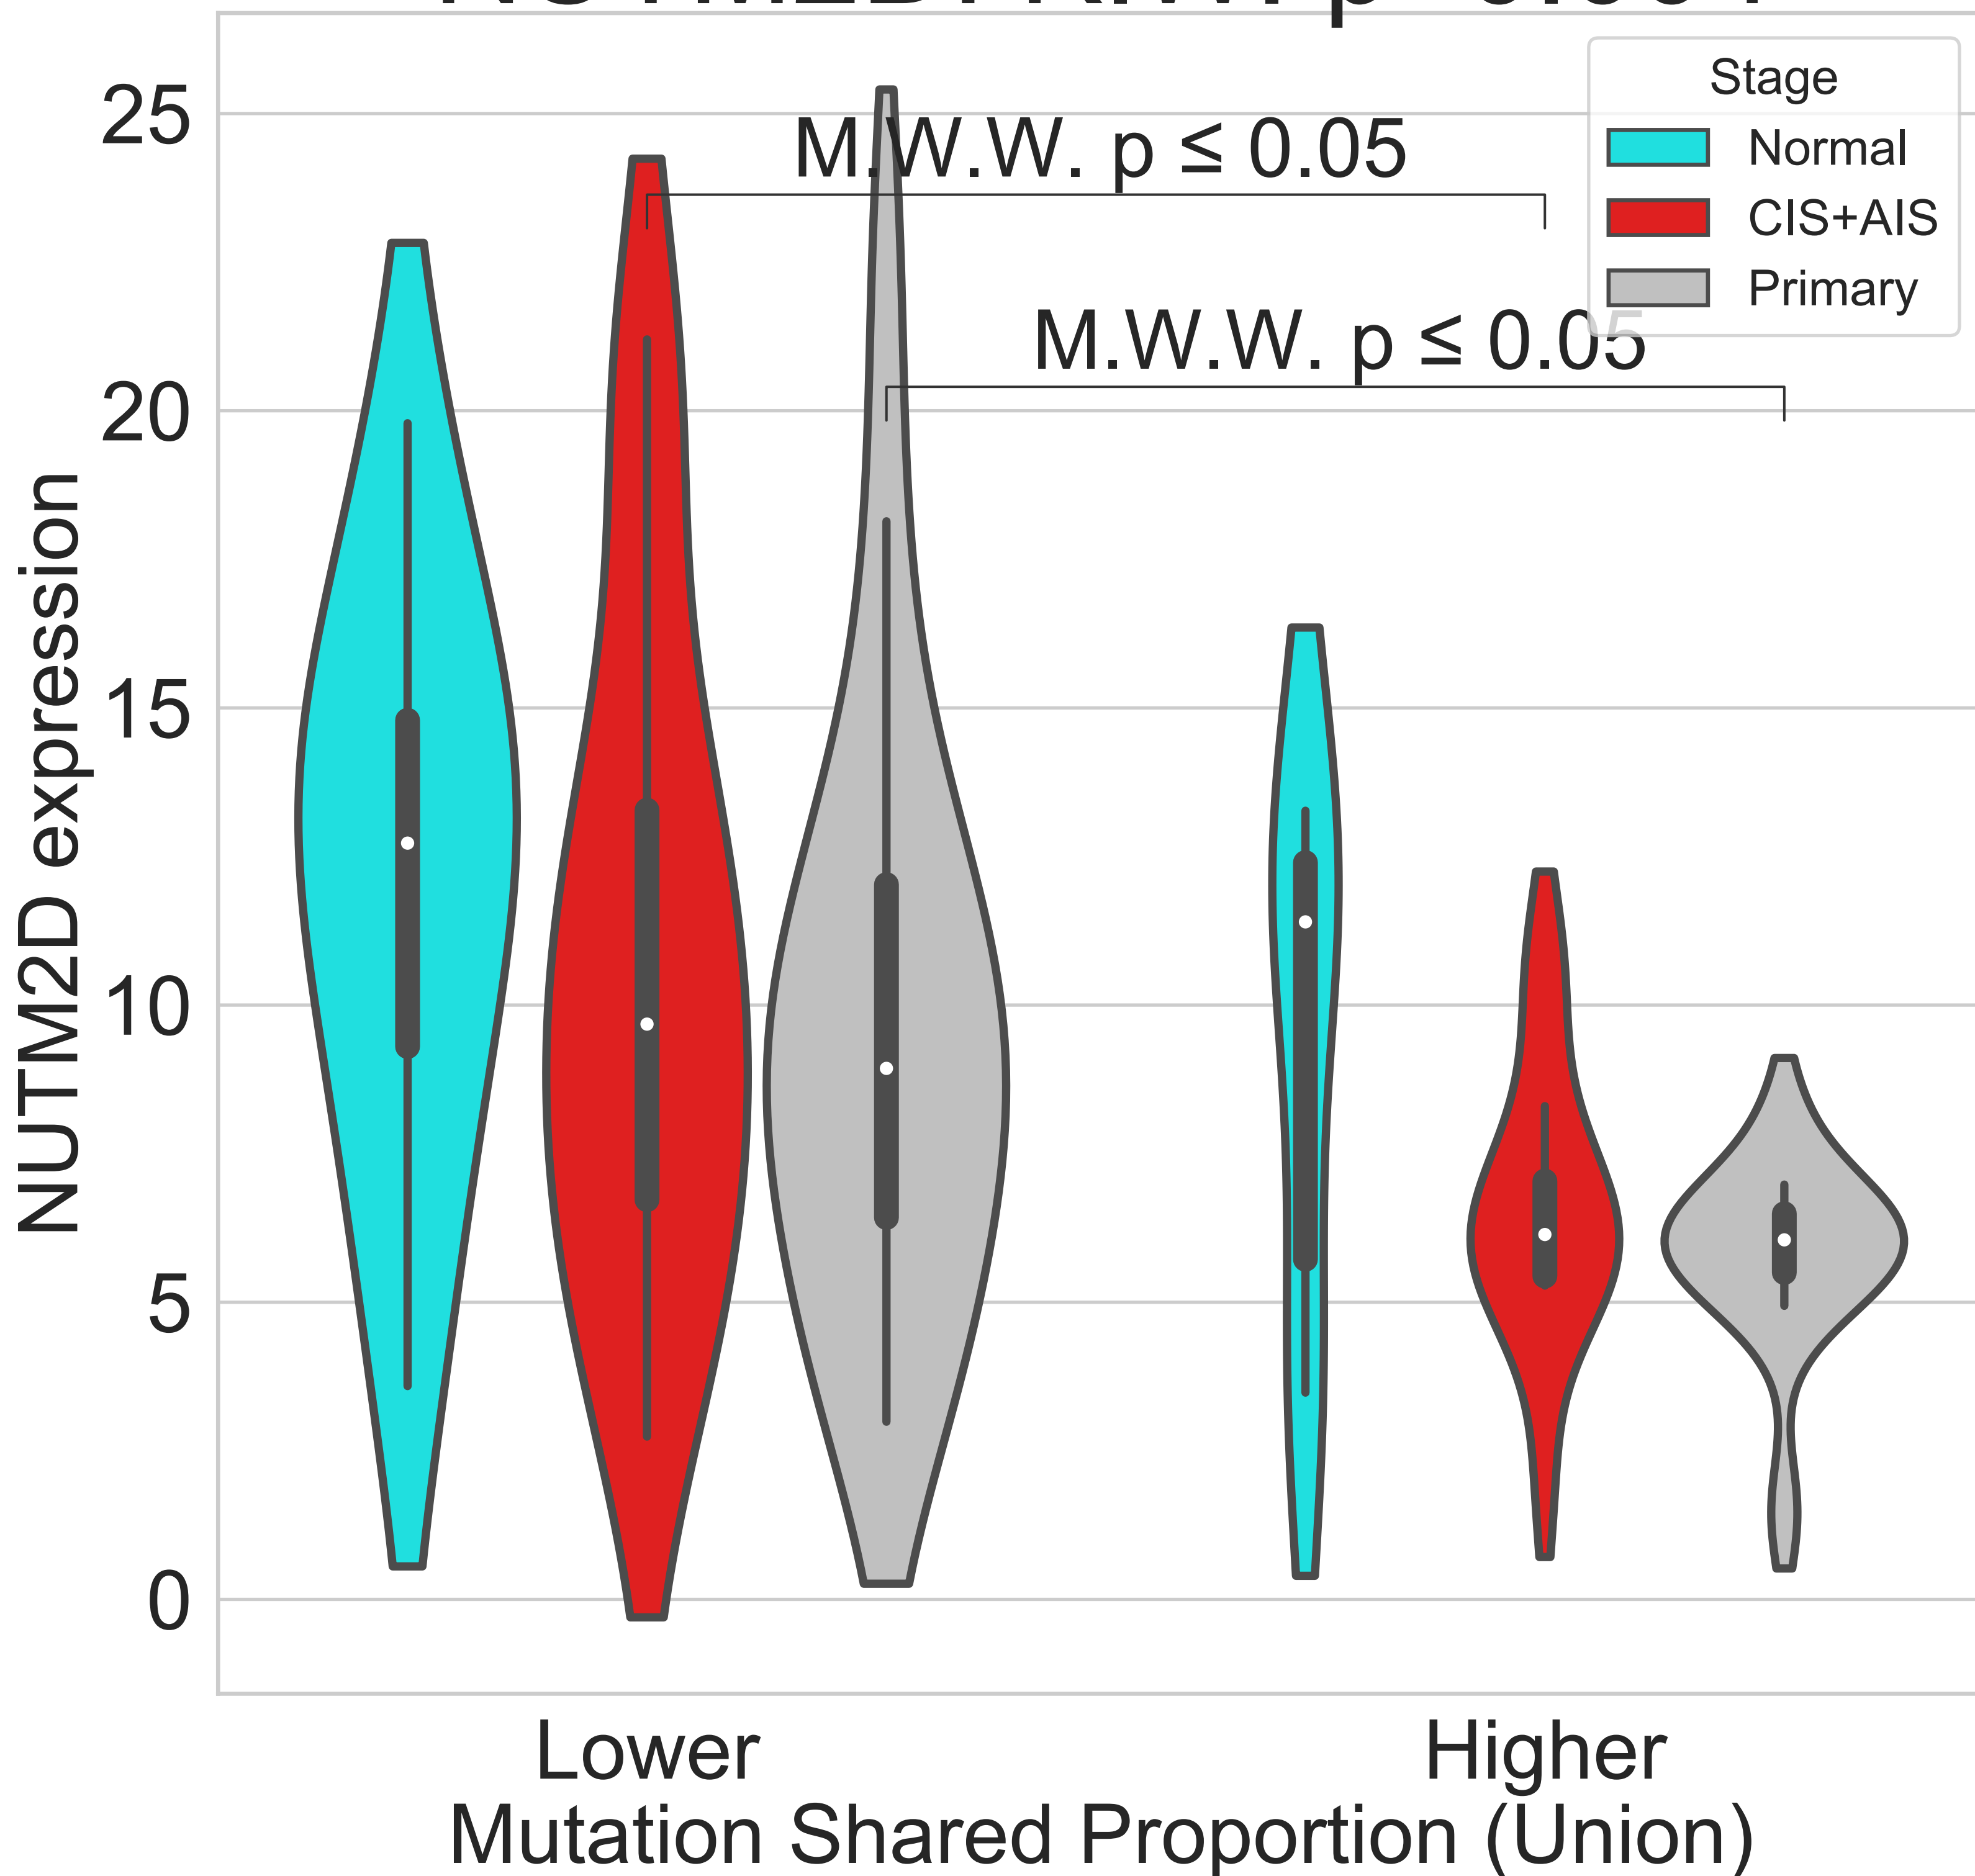 25
20
15
10
5
0
NUTM2D expression
M.W.W. p ≤ 0.05
M.W.W. p ≤ 0.05
Stage
Normal
CIS+AIS
Primary
Lower
Higher
Mutation Shared Proportion (Union)